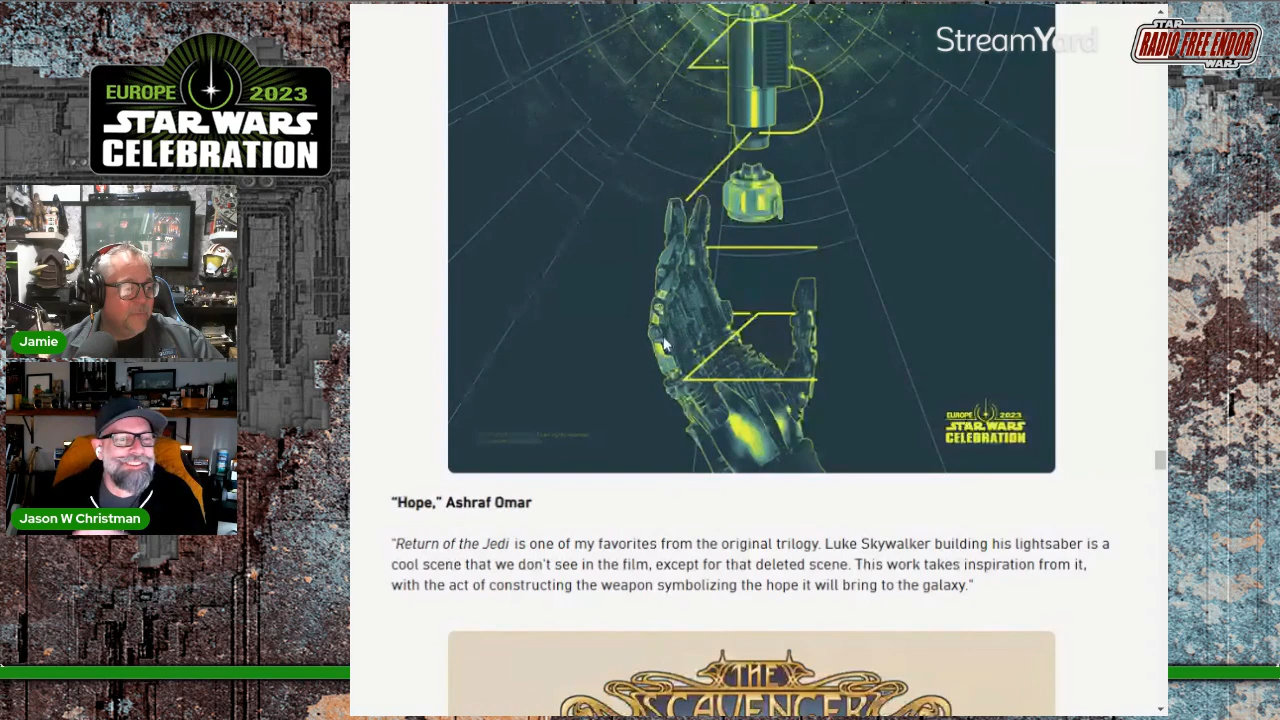 StreamYard
STAR
RADIO FREE ENDOR
WARS
EUROPE 2023
STAR WARS
CELEBRATION
Jamie
Jason W Christman
EUROPE 2023
STAR WARS
CELEBRATION
“Hope,” Ashraf Omar
"Return of the Jedi is one of my favorites from the original trilogy. Luke Skywalker building his lightsaber is a
cool scene that we don't see in the film, except for that deleted scene. This work takes inspiration from it,
with the act of constructing the weapon symbolizing the hope it will bring to the galaxy."
THE
SCAVENGER